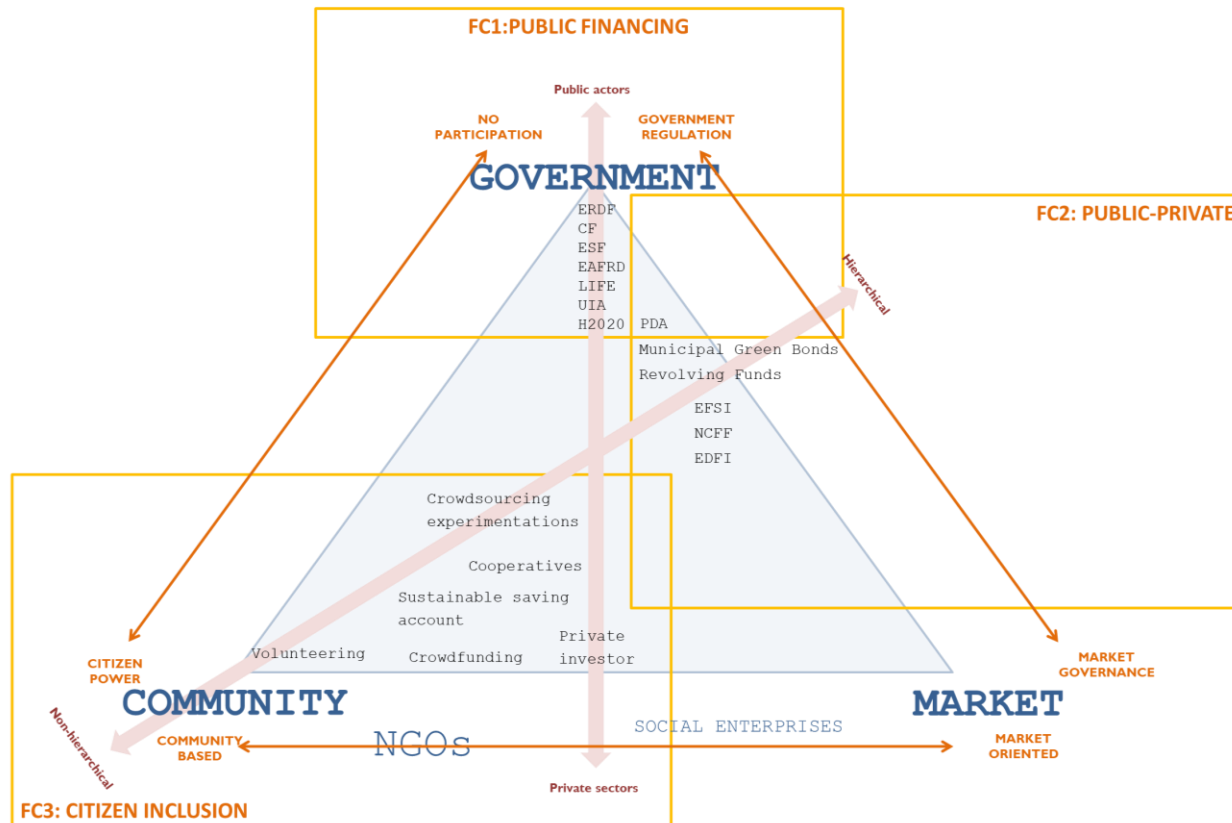 FC1:PUBLIC FINANCING
Public actors
NO
PARTICIPATION
GOVERNMENT
REGULATION
GOVERNMENT
ERDF
CF
ESF
EAFRD
LIFE
UIA
H2020
FC2: PUBLIC-PRIVATE
Hierarchical
PDA
Municipal Green Bonds
Revolving Funds
EFSI
NCFF
EDFI
Crowdsourcing
experimentations
Cooperatives
Sustainable saving
account
Volunteering
Crowdfunding
Private
investor
CITIZEN
POWER
MARKET
GOVERNANCE
COMMUNITY
MARKET
Non-hierarchical
COMMUNITY
BASED
NGOs
SOCIAL ENTERPRISES
MARKET
ORIENTED
Private sectors
FC3: CITIZEN INCLUSION